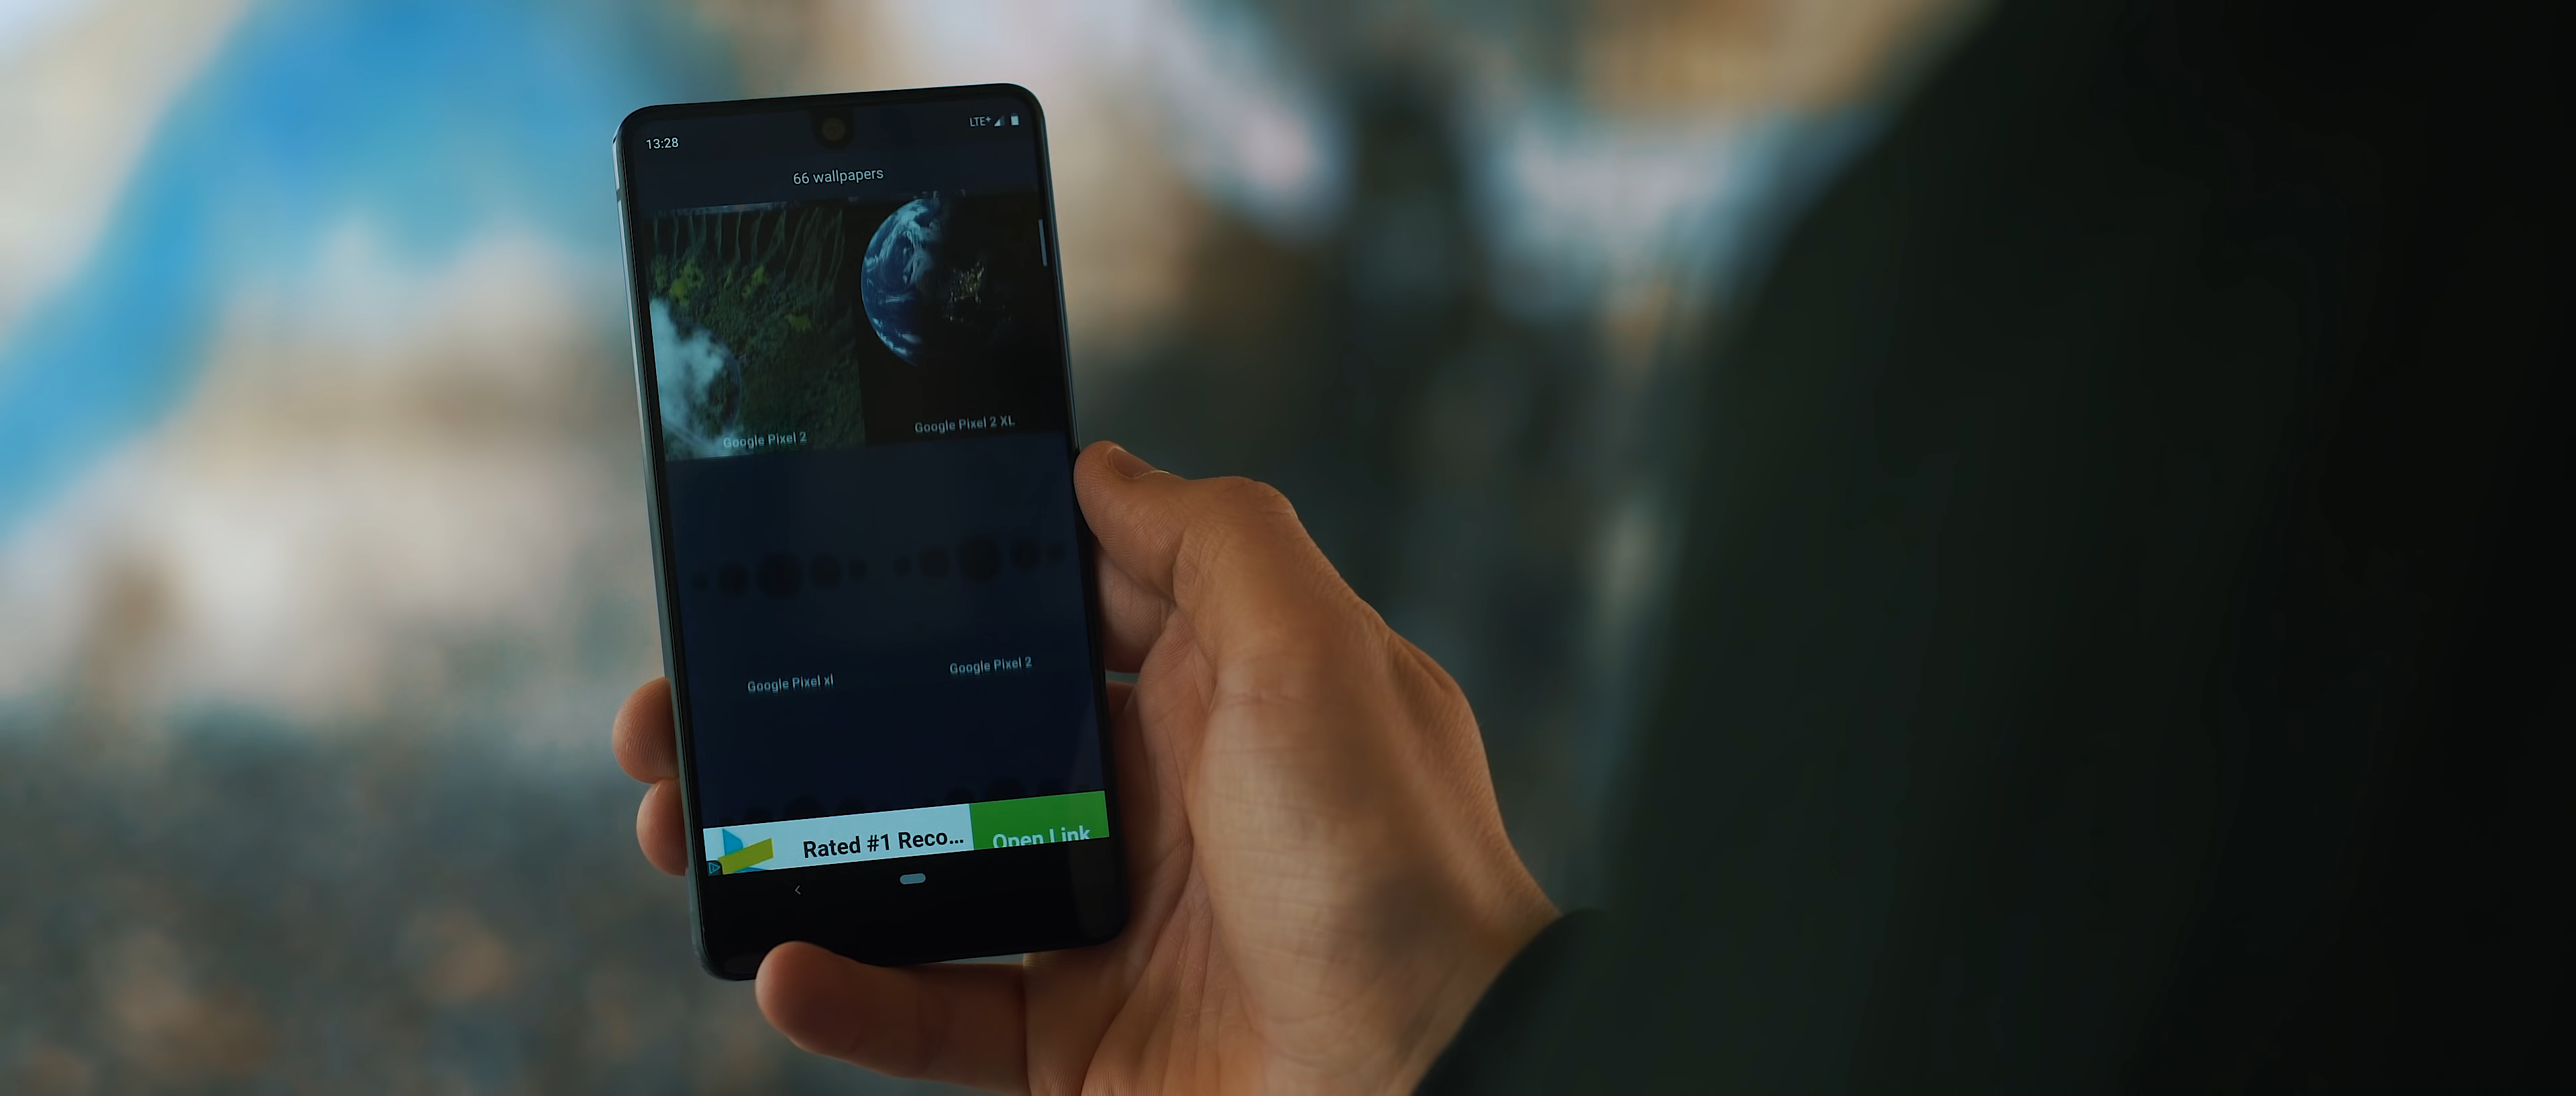 13:28
LTE+
66 wallpapers
Google Pixel 2
Google Pixel 2 XL
Google Pixel xl
Google Pixel 2
Rated #1 Reco...
Open Link